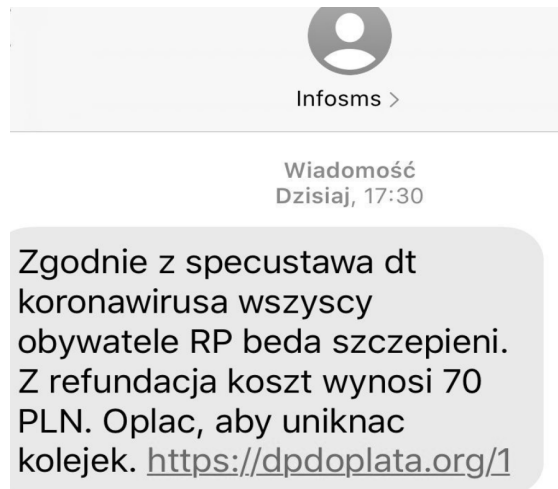 Infosms >
Wiadomość
Dzisiaj, 17:30
Zgodnie z specustawa dt
koronawirusa wszyscy
obywatele RP beda szczepieni.
Z refundacja koszt wynosi 70
PLN. Oplac, aby uniknac
kolejek. https://dpdoplata.org/1